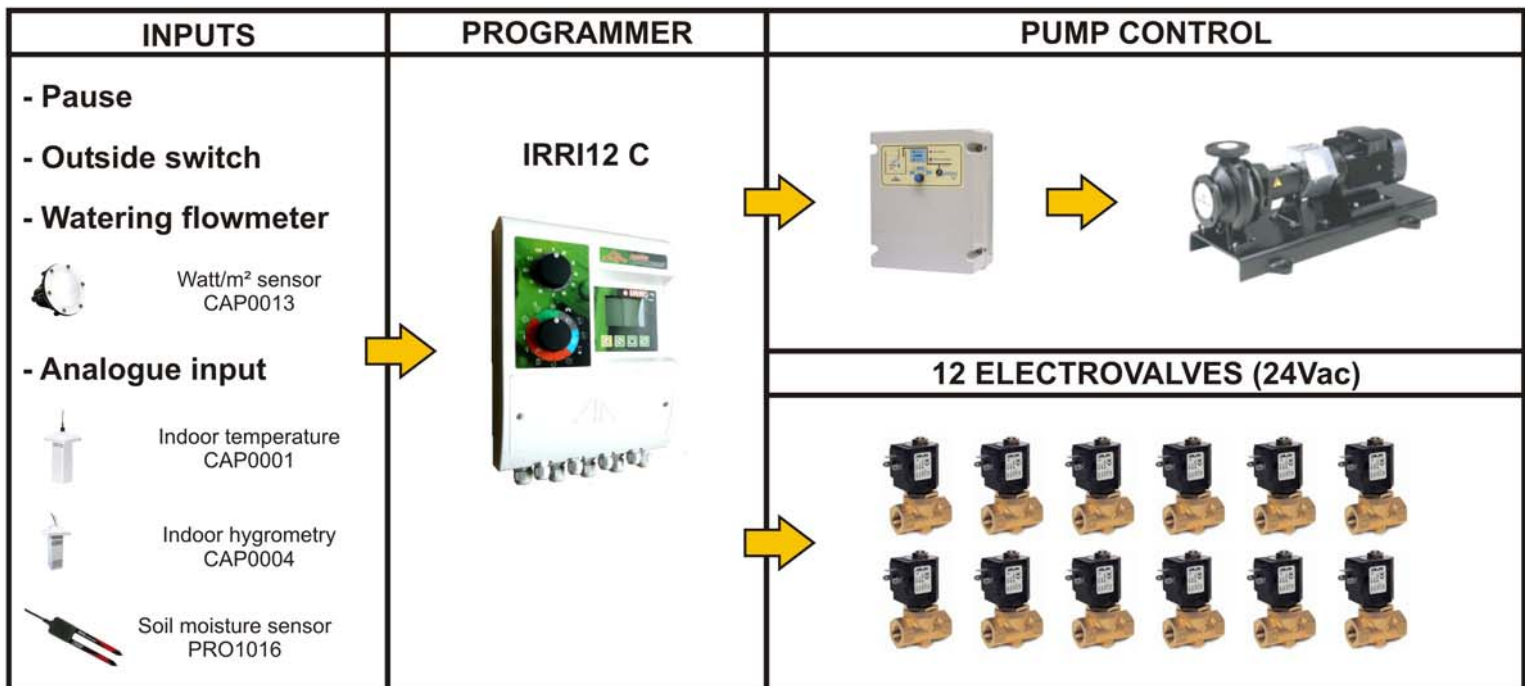 INPUTS
PROGRAMMER
PUMP CONTROL
- Pause
- Outside switch
- Watering flowmeter
Watt/m² sensor
CAP0013
- Analogue input
Indoor temperature
CAP0001
Indoor hygrometry
CAP0004
Soil moisture sensor
PRO1016
IRRI12 C
12 ELECTROVALVES (24Vac)